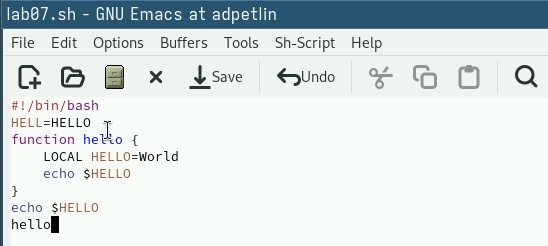 lab07.sh - GNU Emacs at adpetlin
File Edit Options Buffers Tools Sh-Script Help
Save Undo
#!/bin/bash
HELL=HELLO
function hello {
    LOCAL HELLO=World
    echo $HELLO
}
echo $HELLO
hello